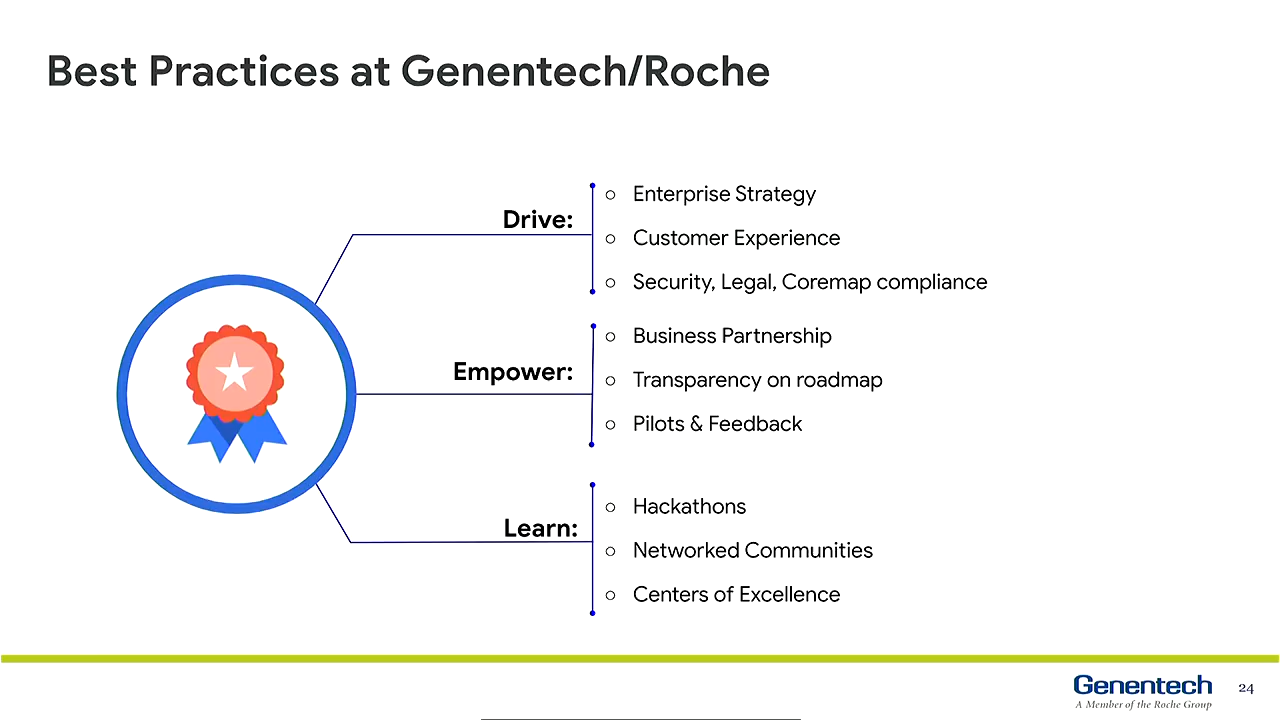 Best Practices at Genentech/Roche
Drive:
○ Enterprise Strategy
○ Customer Experience
○ Security, Legal, Coremap compliance
Empower:
○ Business Partnership
○ Transparency on roadmap
○ Pilots & Feedback
Learn:
○ Hackathons
○ Networked Communities
○ Centers of Excellence
Genentech
A Member of the Roche Group
24